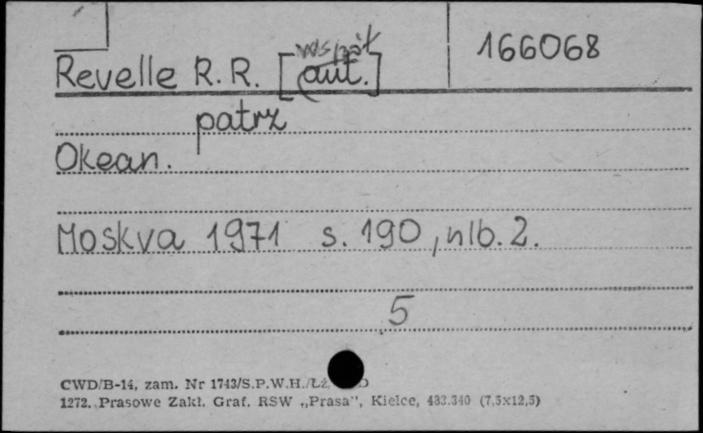 Revelle R. R. [współaut.] 166068
patrz
Okean.
Moskva 1971 s. 190, nlb. 2.
5
CWD/B-14, zam. Nr 1743/S.P.W.H./Łż
1272. Prasowe Zakł. Graf. RSW „Prasa”, Kielce, 433.340 (7,5x12,5)